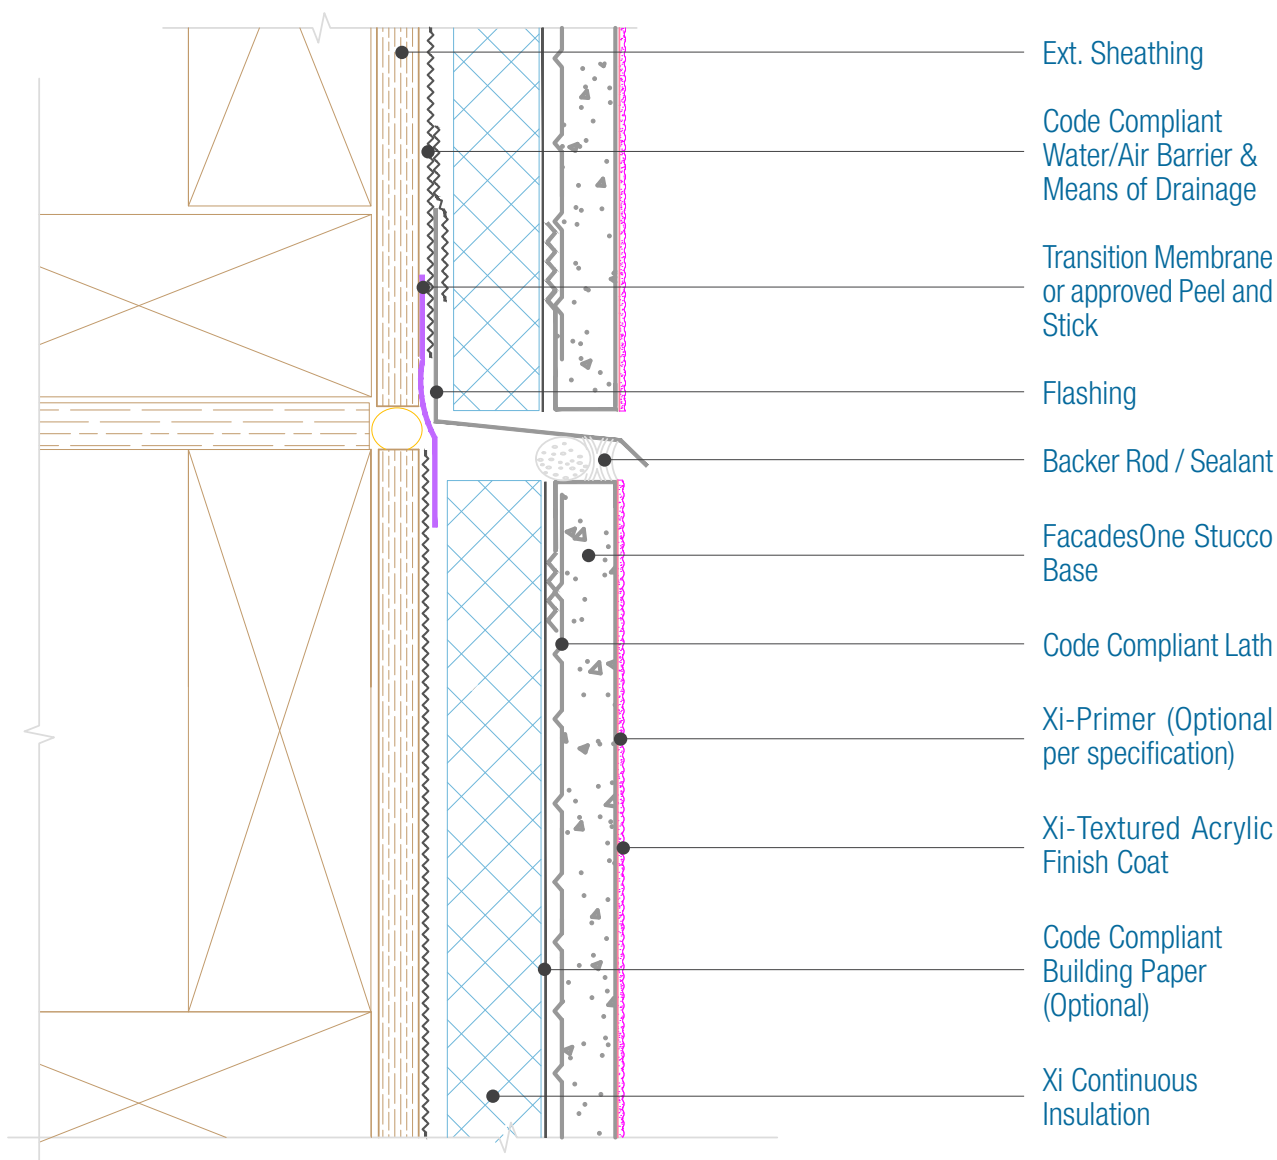 Ext. Sheathing
Code Compliant
Water/Air Barrier &
Means of Drainage
Transition Membrane
or approved Peel and
Stick
Flashing
Backer Rod / Sealant
FacadesOne Stucco
Base
Code Compliant Lath
Xi-Primer (Optional
per specification)
Xi-Textured Acrylic
Finish Coat
Code Compliant
Building Paper
(Optional)
Xi Continuous
Insulation